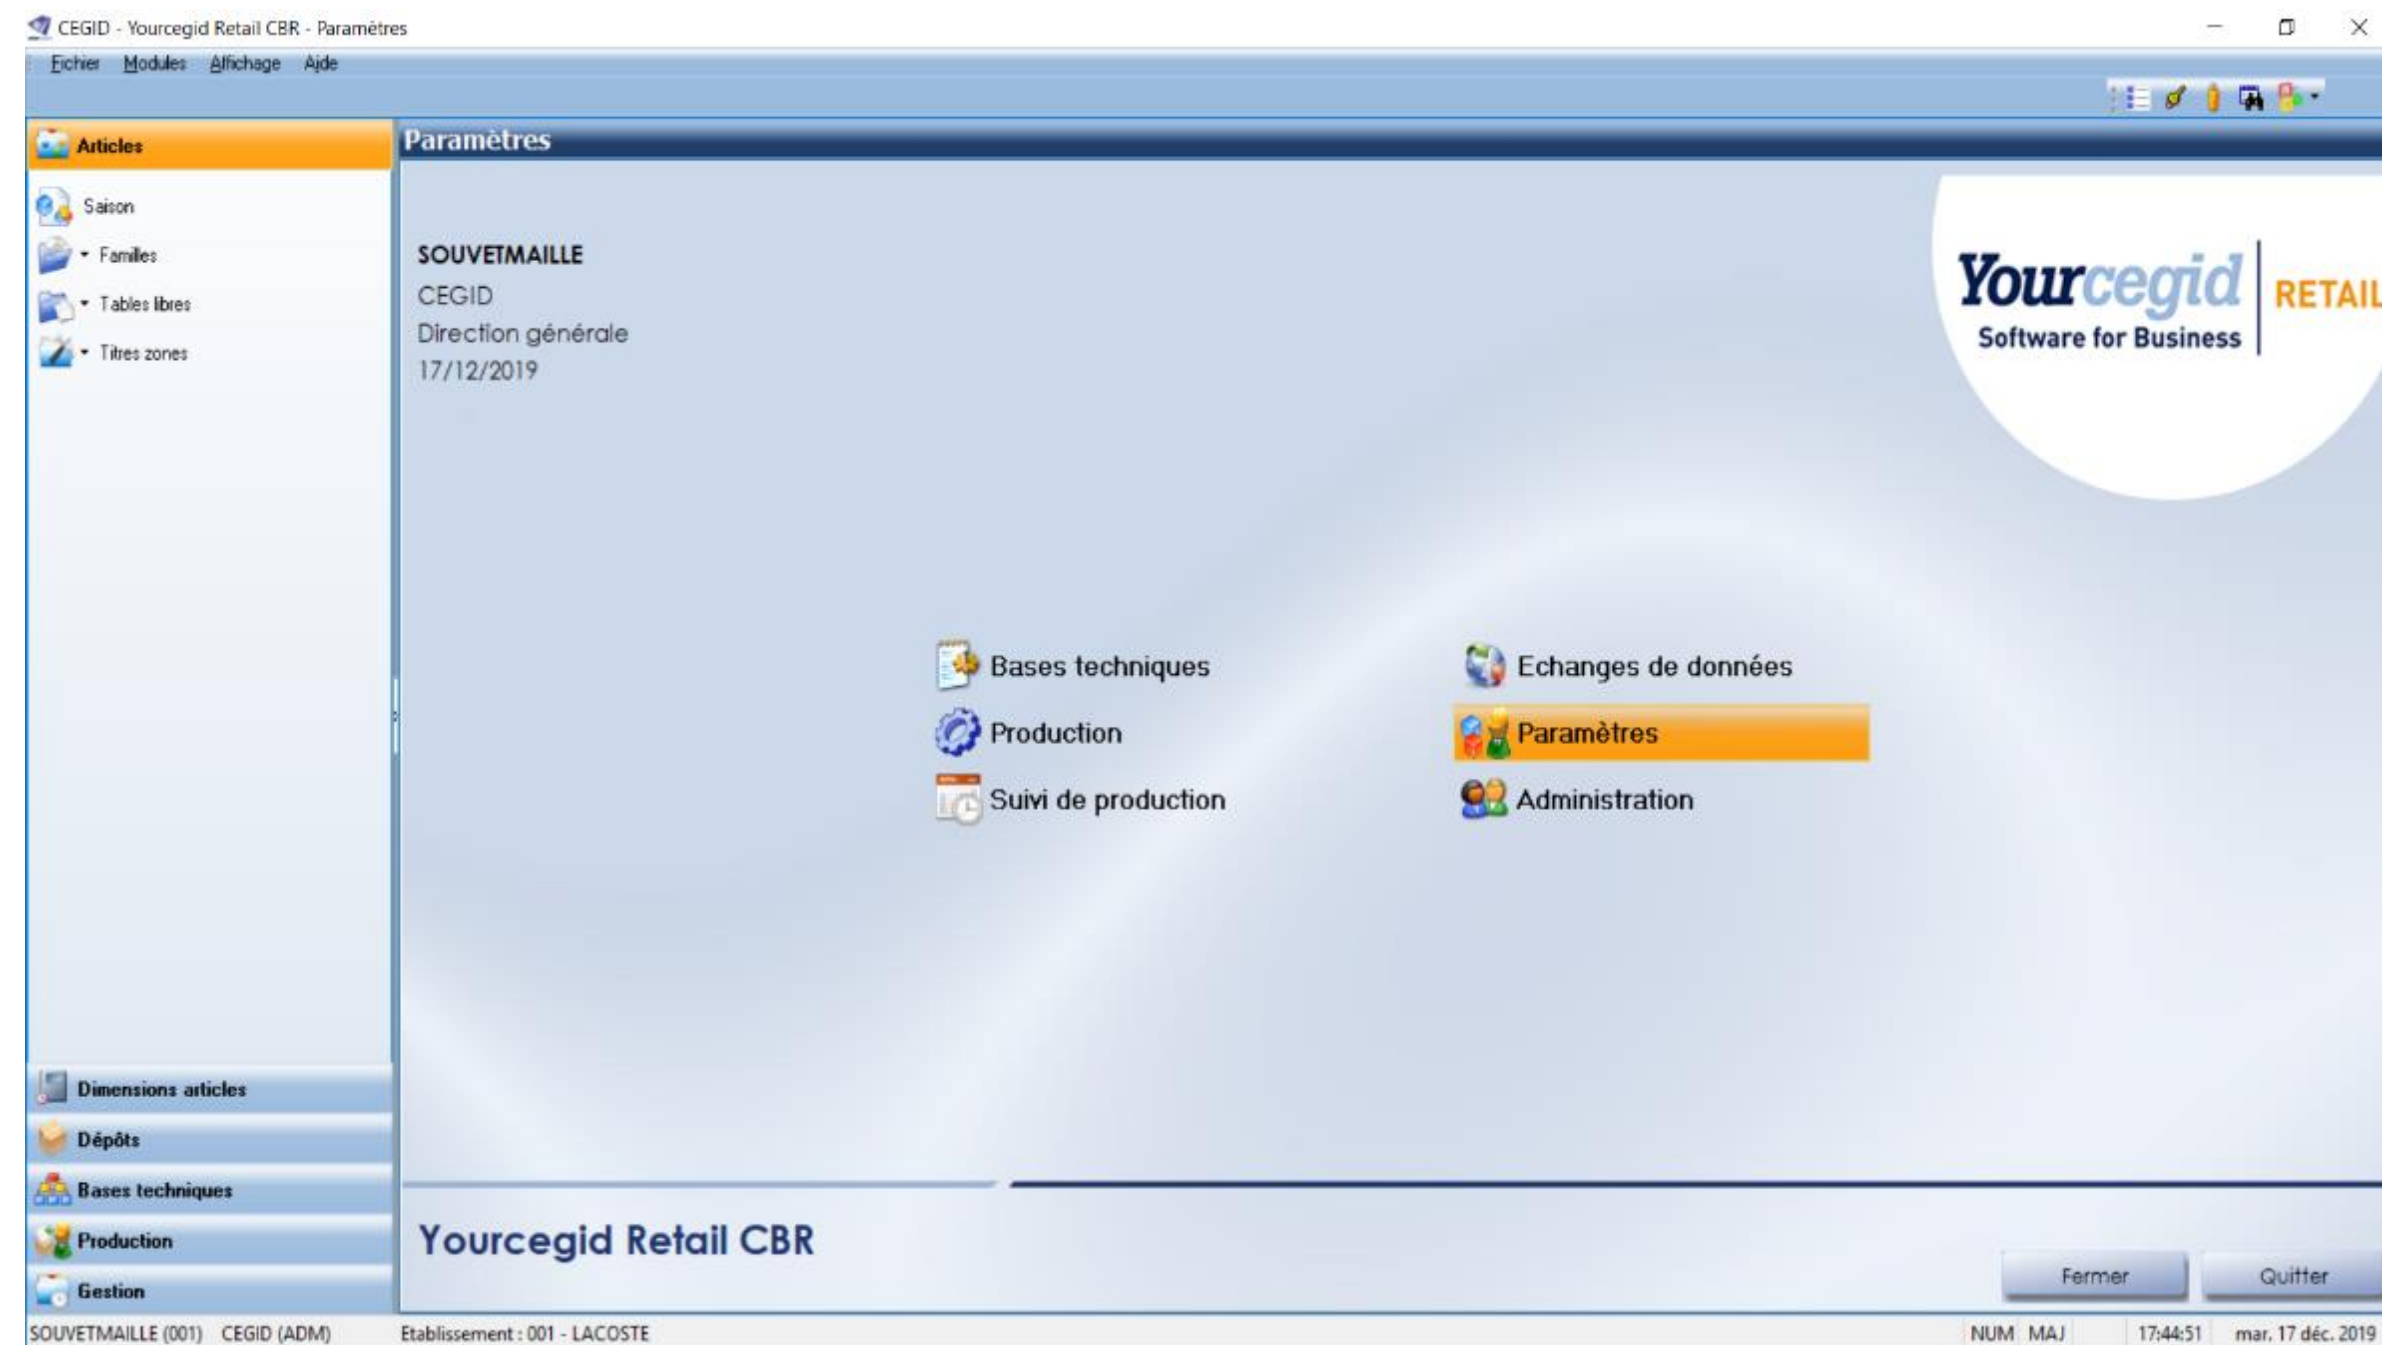 CEGID - Yourcegid Retail CBR - Paramètres
Fichier Modules Affichage Aide
Articles
Paramètres
Saison
Familles
Tables libres
Titres zones
SOUVETMAILLE
CEGID
Direction générale
17/12/2019
Yourcegid RETAIL
Software for Business
Bases techniques
Echanges de données
Production
Paramètres
Suivi de production
Administration
Dimensions articles
Dépôts
Bases techniques
Production
Gestion
Yourcegid Retail CBR
Fermer
Quitter
SOUVETMAILLE (001) CEGID (ADM) Etablissement : 001 - LACOSTE NUM MAJ 17:44:51 mar. 17 déc. 2019